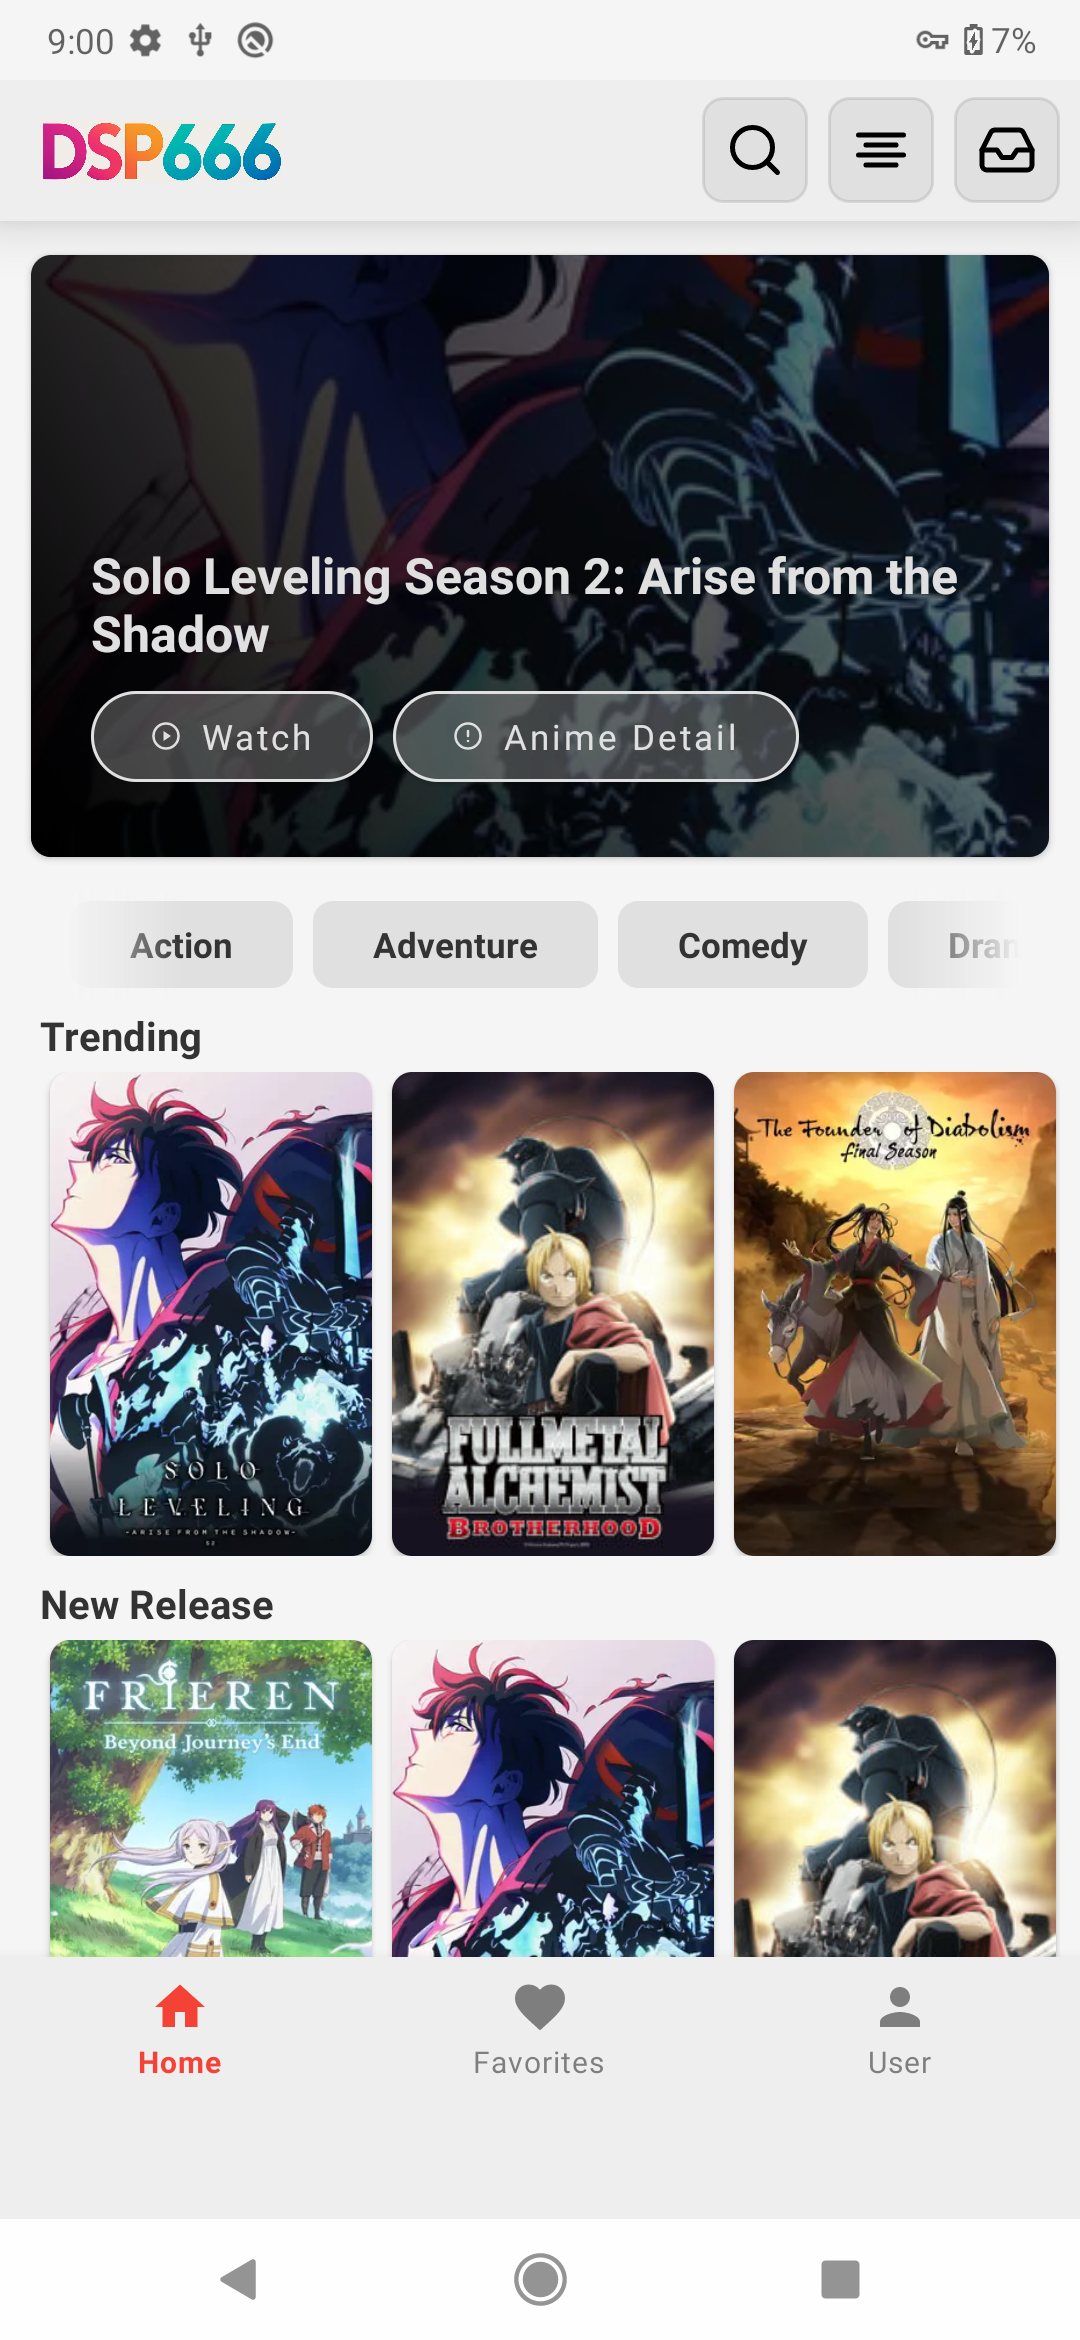 9:00
7%
DSP666
Solo Leveling Season 2: Arise from the
Shadow
Watch
Anime Detail
Action
Adventure
Comedy
Dram
Trending
SOLO
LEVELING
-ARISE FROM THE SHADOW-
S2
FULLMETAL
ALCHEMIST
BROTHERHOOD
The Founder of Diabolism
final Season
New Release
FRIEREN
Beyond Journey's End
Home
Favorites
User